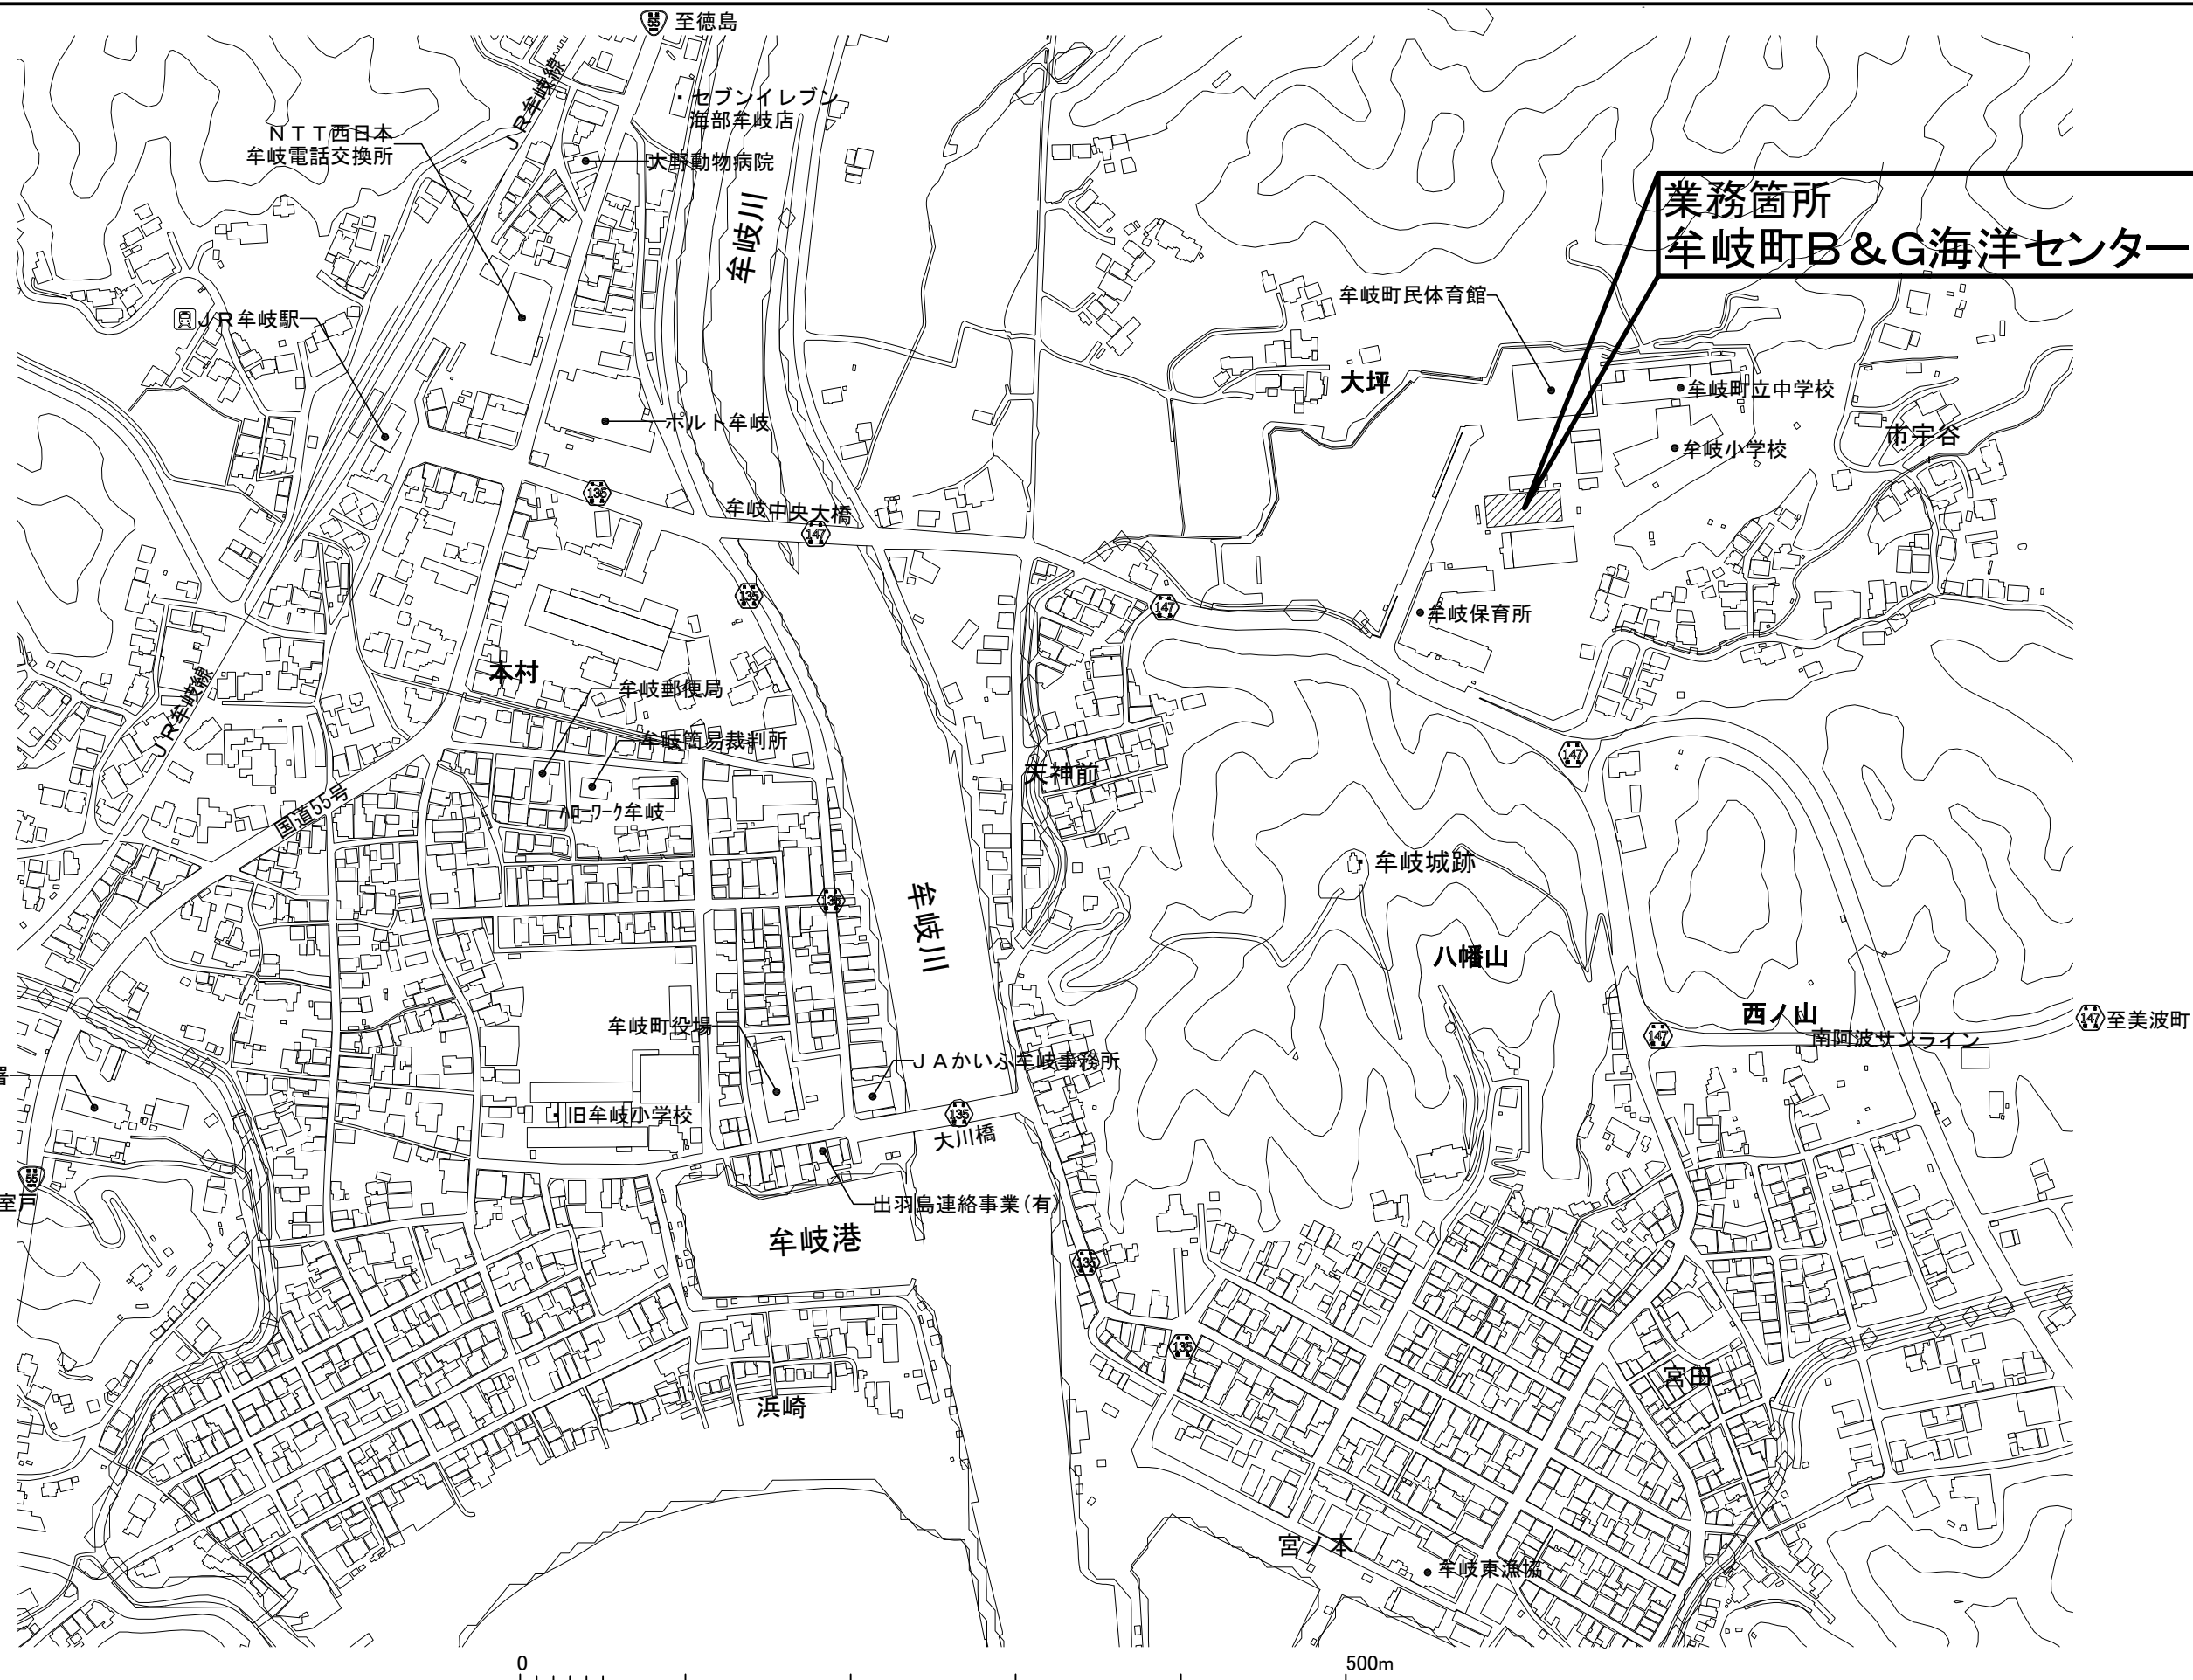 55 至徳島
セブンイレブン
海部牟岐店
JR牟岐線
NTT西日本
牟岐電話交換所
大野動物病院
牟岐川
業務箇所
牟岐町B&G海洋センター
牟岐町民体育館
JR牟岐駅
大坪
牟岐町立中学校
ポルト牟岐
市宇谷
牟岐小学校
135
牟岐中央大橋
147
135
147
牟岐保育所
本村
JR牟岐線
牟岐郵便局
牟岐簡易裁判所
147
天神前
国道55号
ハローワーク牟岐
牟岐城跡
135
牟岐川
八幡山
西ノ山
147 至美波町
牟岐町役場
147
南阿波サンライン
JAかいふ牟岐事務所
署
旧牟岐小学校
135
大川橋
55
室戸
出羽島連絡事業(有)
牟岐港
135
135
宮田
浜崎
宮ノ本
牟岐東漁協
0
500m